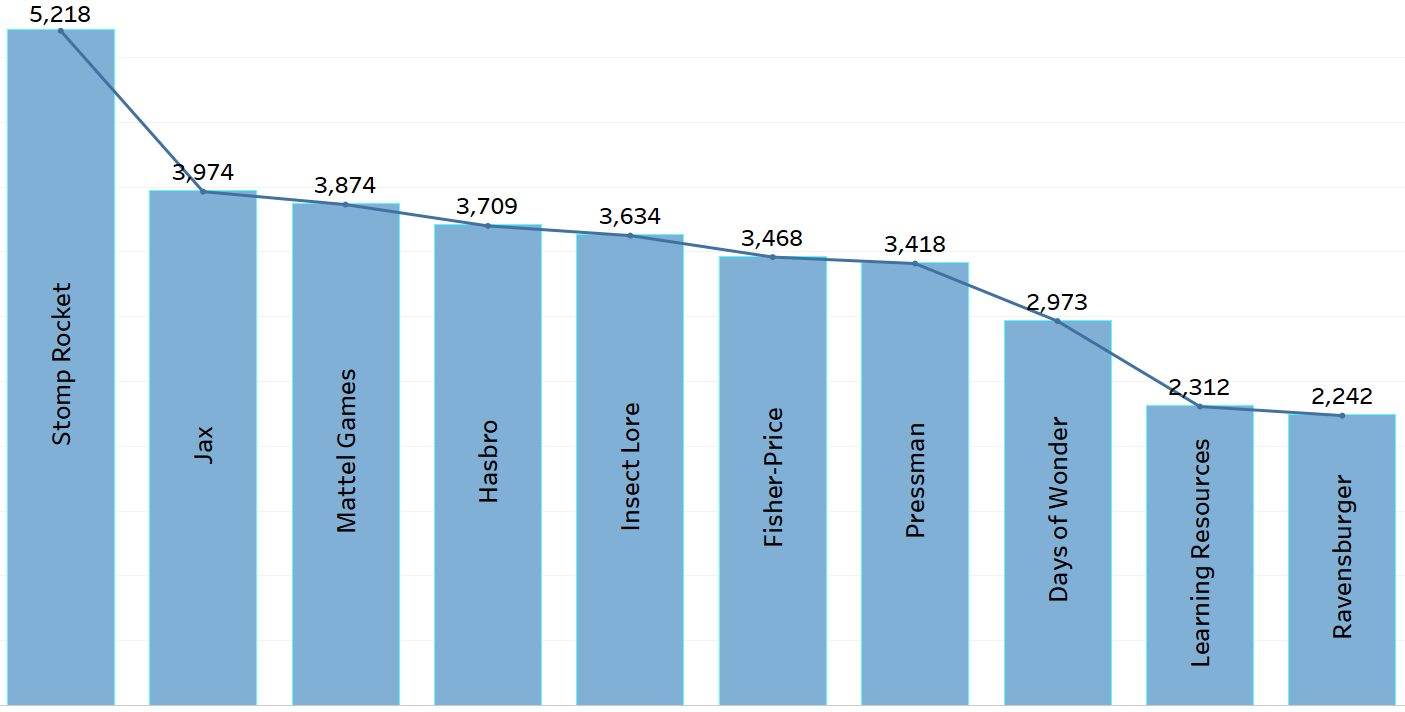 5,218
3,974
3,874
3,709
3,634
3,468
3,418
2,973
2,312
2,242
Stomp Rocket
Jax
Mattel Games
Hasbro
Insect Lore
Fisher-Price
Pressman
Days of Wonder
Learning Resources
Ravensburger